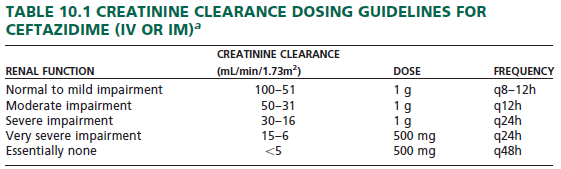 TABLE 10.1 CREATININE CLEARANCE DOSING GUIDELINES FOR
CEFTAZIDIME (IV OR IM)a
CREATININE CLEARANCE
RENAL FUNCTION (mL/min/1.73m²) DOSE FREQUENCY
Normal to mild impairment 100–51 1 g q8–12h
Moderate impairment 50–31 1 g q12h
Severe impairment 30–16 1 g q24h
Very severe impairment 15–6 500 mg q24h
Essentially none <5 500 mg q48h